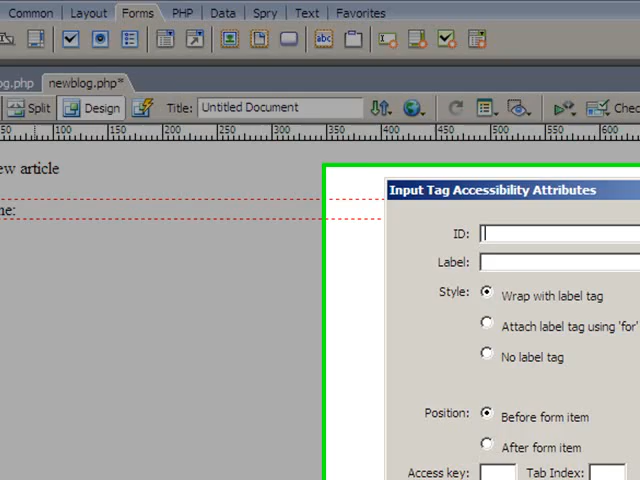 Common Layout Forms PHP Data Spry Text Favorites
og.php newblog.php*
Split Design Title: Untitled Document Chec
50 100 150 200 250 300 350 400 450 500 550 600
ew article
me:
Input Tag Accessibility Attributes
ID:
Label:
Style: Wrap with label tag
Attach label tag using 'for'
No label tag
Position: Before form item
After form item
Access key: Tab Index: